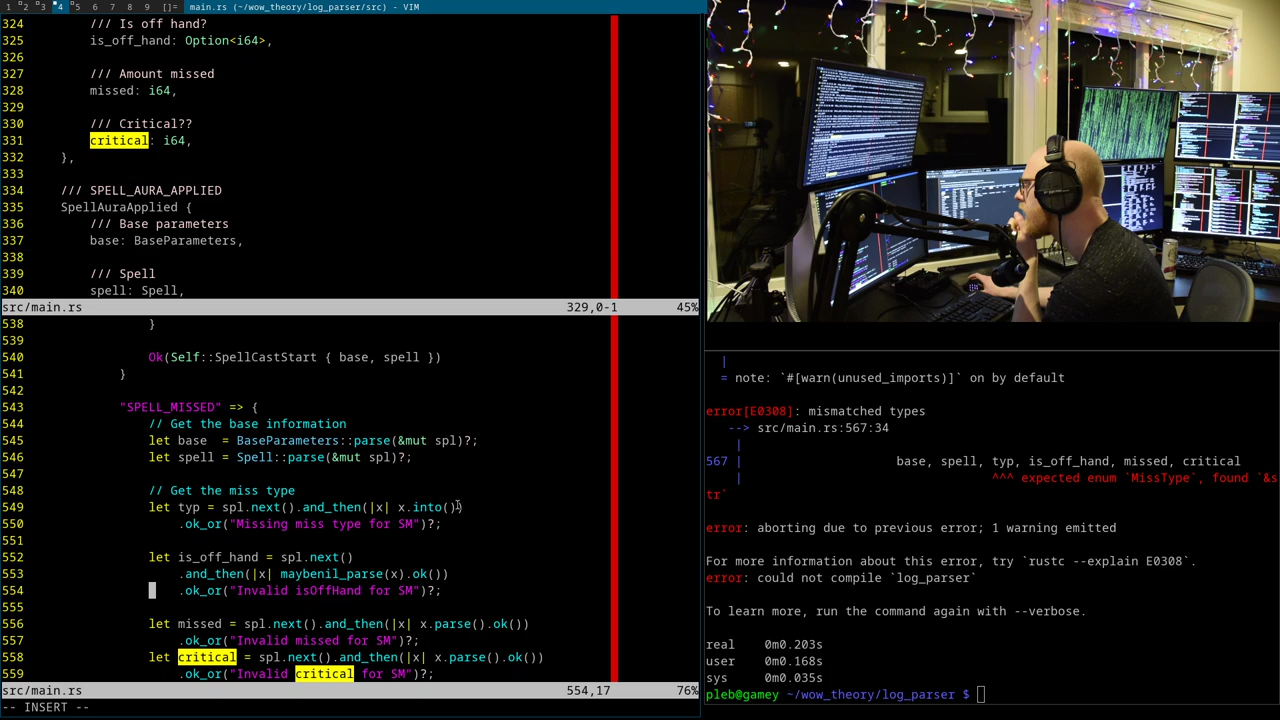 1 2 3 4 5 6 7 8 9 []= main.rs (~/wow_theory/log_parser/src) - VIM
324 /// Is off hand?
325 is_off_hand: Option<i64>,
326
327 /// Amount missed
328 missed: i64,
329
330 /// Critical??
331 critical: i64,
332 },
333
334 /// SPELL_AURA_APPLIED
335 SpellAuraApplied {
336 /// Base parameters
337 base: BaseParameters,
338
339 /// Spell
340 spell: Spell,
src/main.rs 329,0-1 45%
538 }
539
540 Ok(Self::SpellCastStart { base, spell })
541 }
542
543 "SPELL_MISSED" => {
544 // Get the base information
545 let base  = BaseParameters::parse(&mut spl)?;
546 let spell = Spell::parse(&mut spl)?;
547
548 // Get the miss type
549 let typ = spl.next().and_then(|x| x.into())
550 .ok_or("Missing miss type for SM")?;
551
552 let is_off_hand = spl.next()
553 .and_then(|x| maybenil_parse(x).ok())
554 .ok_or("Invalid isOffHand for SM")?;
555
556 let missed = spl.next().and_then(|x| x.parse().ok())
557 .ok_or("Invalid missed for SM")?;
558 let critical = spl.next().and_then(|x| x.parse().ok())
559 .ok_or("Invalid critical for SM")?;
src/main.rs 554,17 76%
-- INSERT --
|
= note: `#[warn(unused_imports)]` on by default
error[E0308]: mismatched types
--> src/main.rs:567:34
|
567 | base, spell, typ, is_off_hand, missed, critical
| ^^^ expected enum `MissType`, found `&s
tr`
error: aborting due to previous error; 1 warning emitted
For more information about this error, try `rustc --explain E0308`.
error: could not compile `log_parser`
To learn more, run the command again with --verbose.
real 0m0.203s
user 0m0.168s
sys 0m0.035s
pleb@gamey ~/wow_theory/log_parser $